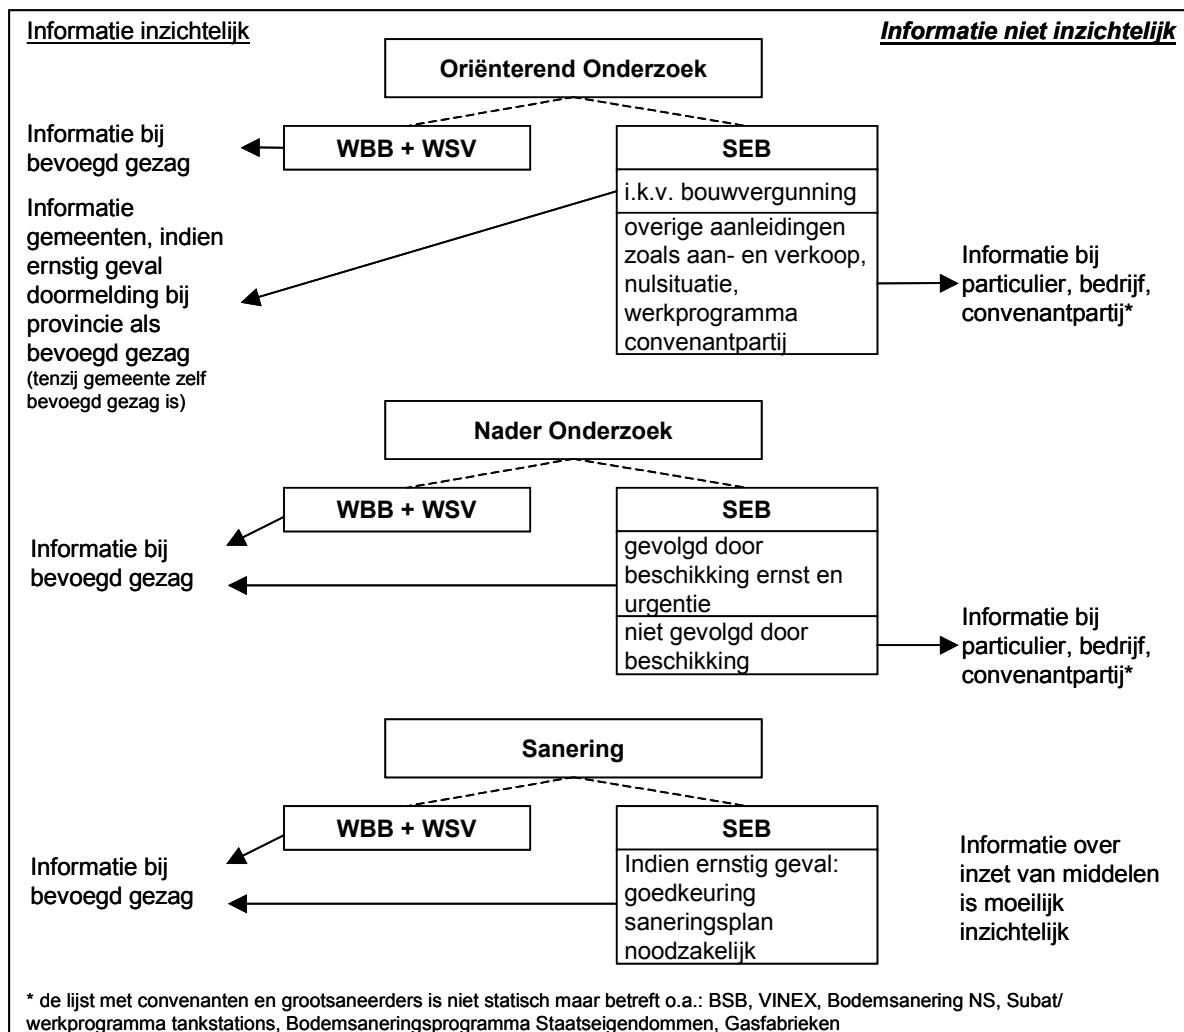 Informatie inzichtelijk
Informatie niet inzichtelijk
Oriënterend Onderzoek
Informatie bij
bevoegd gezag
WBB + WSV
SEB
i.k.v. bouwvergunning
overige aanleidingen
zoals aan- en verkoop,
nulsituatie,
werkprogramma
convenantpartij
Informatie
gemeenten, indien
ernstig geval
doormelding bij
provincie als
bevoegd gezag
(tenzij gemeente zelf
bevoegd gezag is)
Informatie bij
particulier, bedrijf,
convenantpartij*
Nader Onderzoek
WBB + WSV
SEB
Informatie bij
bevoegd gezag
gevolgd door
beschikking ernst en
urgentie
niet gevolgd door
beschikking
Informatie bij
particulier, bedrijf,
convenantpartij*
Sanering
WBB + WSV
SEB
Informatie bij
bevoegd gezag
Indien ernstig geval:
goedkeuring
saneringsplan
noodzakelijk
Informatie over
inzet van middelen
is moeilijk
inzichtelijk
* de lijst met convenanten en grootsaneerders is niet statisch maar betreft o.a.: BSB, VINEX, Bodemsanering NS, Subat/
werkprogramma tankstations, Bodemsaneringsprogramma Staatseigendommen, Gasfabrieken